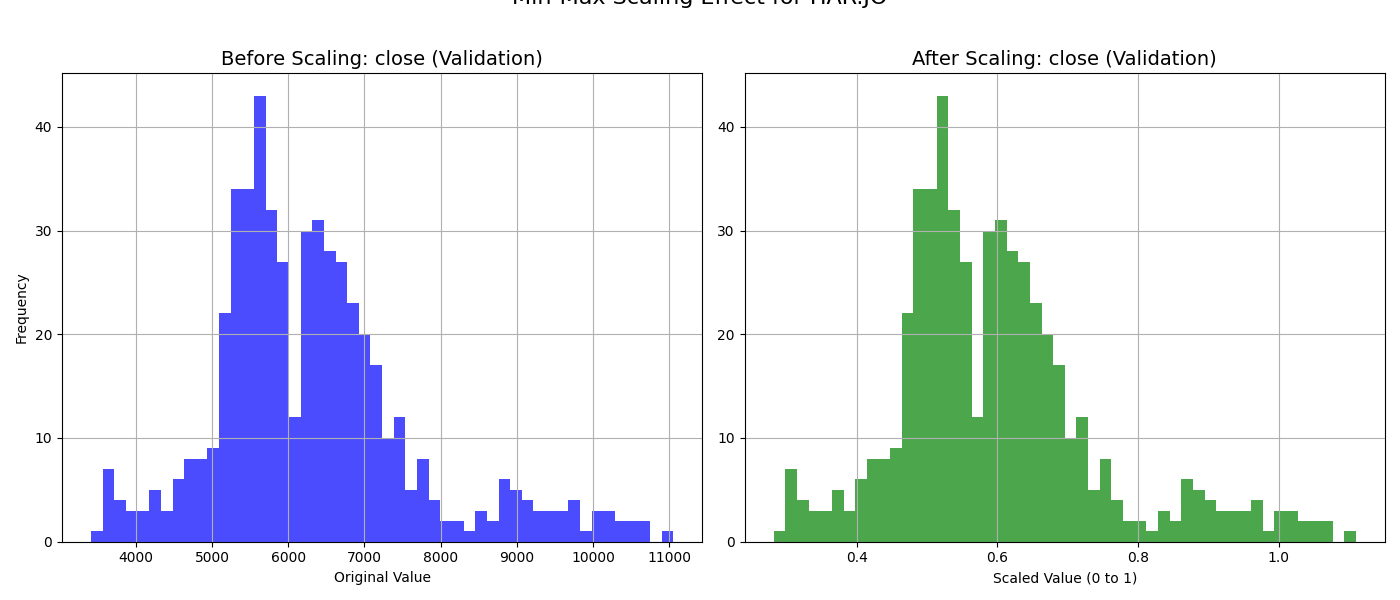 Min-Max Scaling Effect for HAR.JO
Before Scaling: close (Validation)
After Scaling: close (Validation)
Frequency
40
30
20
10
0
4000 5000 6000 7000 8000 9000 10000 11000
Original Value
40
30
20
10
0
0.4 0.6 0.8 1.0
Scaled Value (0 to 1)